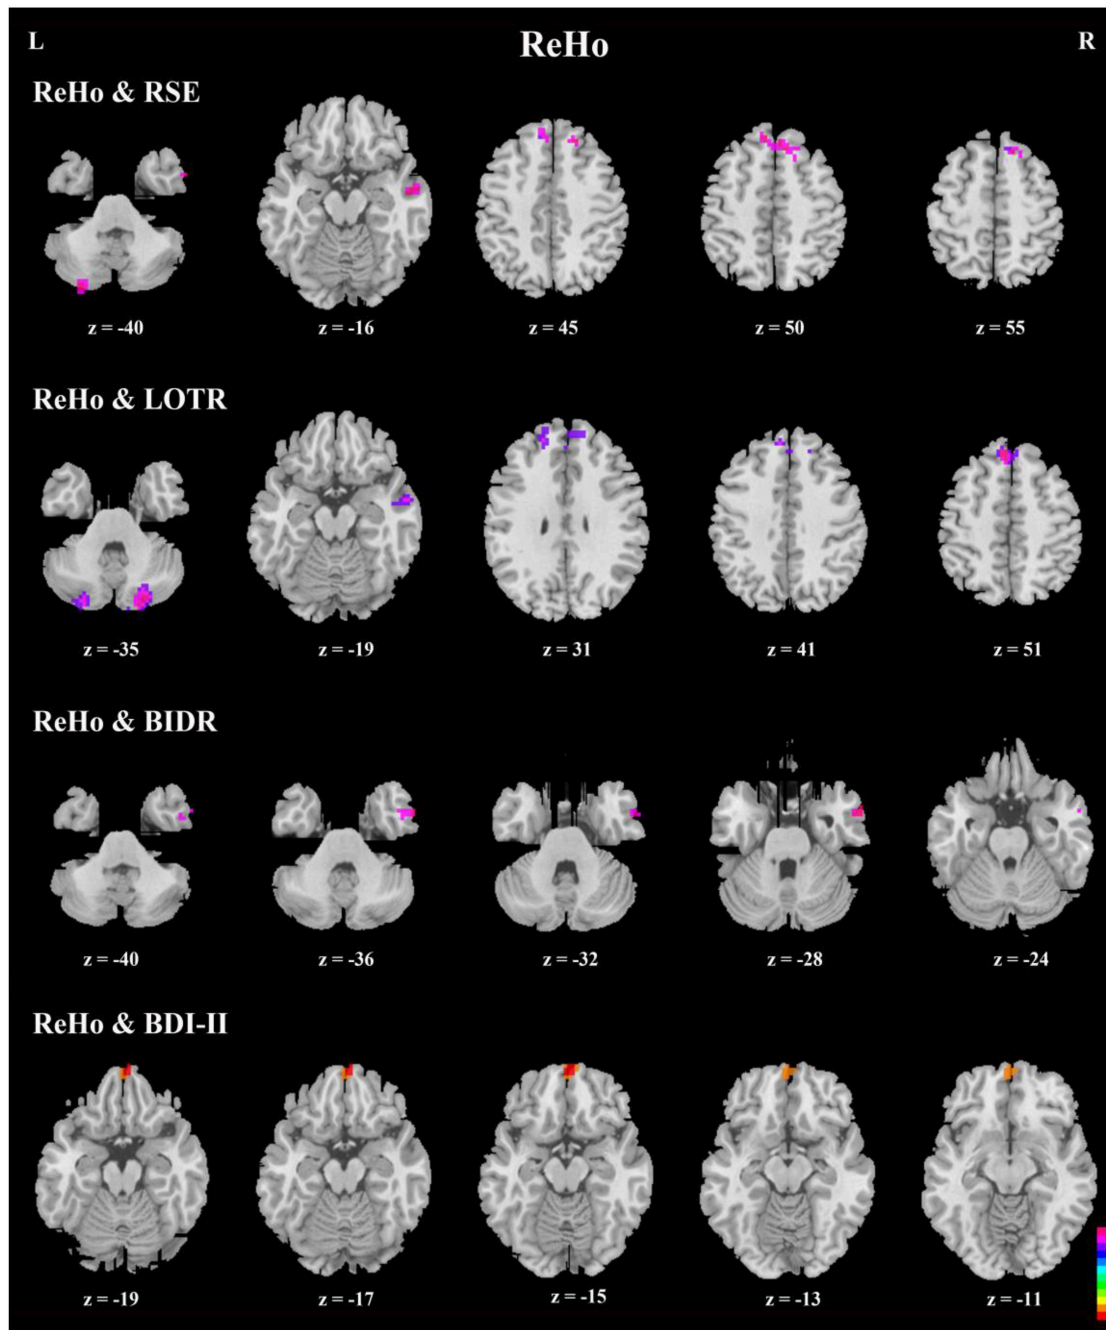 L ReHo R
ReHo & RSE
z = -40 z = -16 z = 45 z = 50 z = 55
ReHo & LOTR
z = -35 z = -19 z = 31 z = 41 z = 51
ReHo & BIDR
z = -40 z = -36 z = -32 z = -28 z = -24
ReHo & BDI-II
z = -19 z = -17 z = -15 z = -13 z = -11